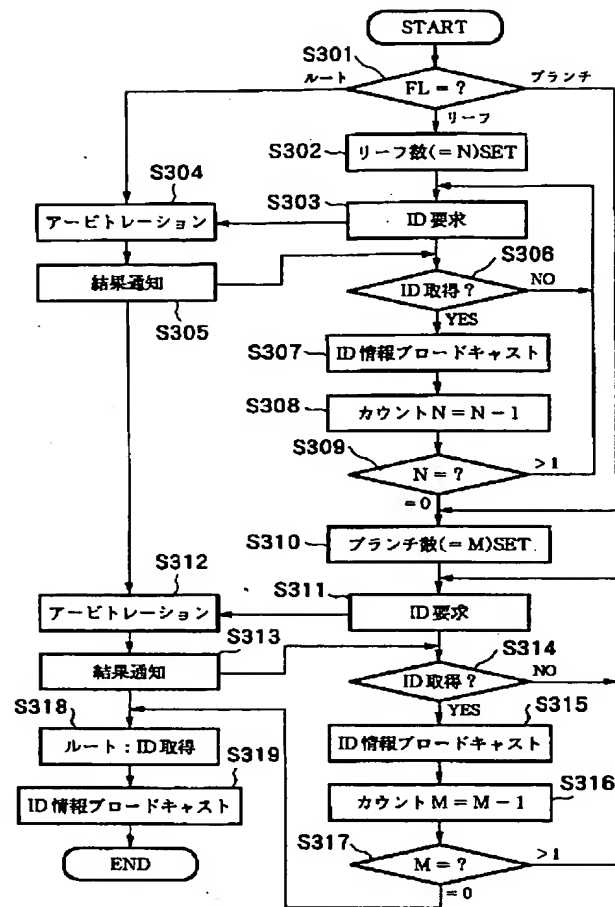 START
S301
ルート
FL = ?
ブランチ
リーフ
S302
リーフ数(=N)SET
S304
S303
アービトレーション
ID要求
S306
結果通知
S305
ID取得?
NO
YES
S307
ID情報ブロードキャスト
S308
カウントN=N-1
S309
N = ?
>1
=0
S310
ブランチ数(=M)SET
S312
S311
アービトレーション
ID要求
S313
S314
結果通知
ID取得?
NO
S318
YES
S315
ルート:ID取得
ID情報ブロードキャスト
S319
S316
ID情報ブロードキャスト
カウントM=M-1
S317
END
M = ?
>1
=0